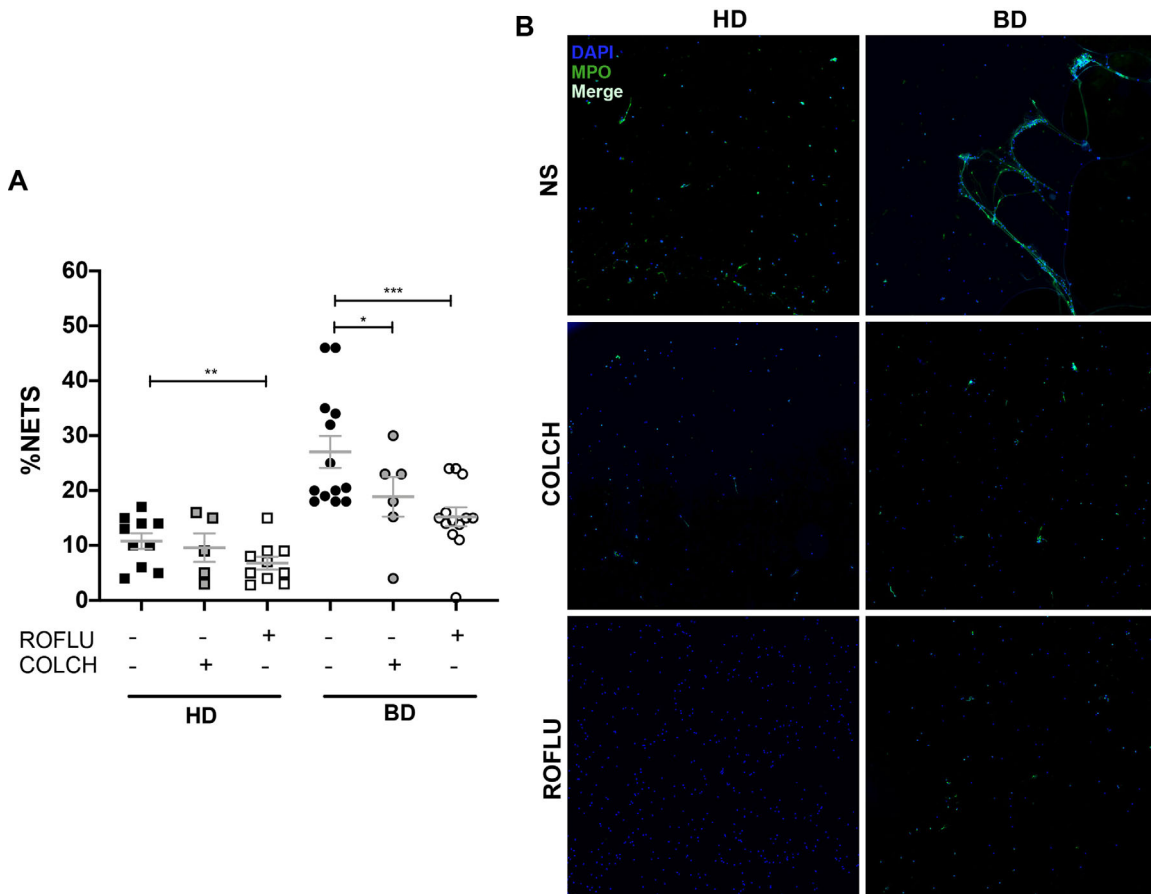 A
60
50
40
30
20
10
0
%NETS
**
*
***
ROFLU - - + - - +
COLCH - + - - + -
HD BD
B
HD BD
DAPI
MPO
Merge
NS
COLCH
ROFLU